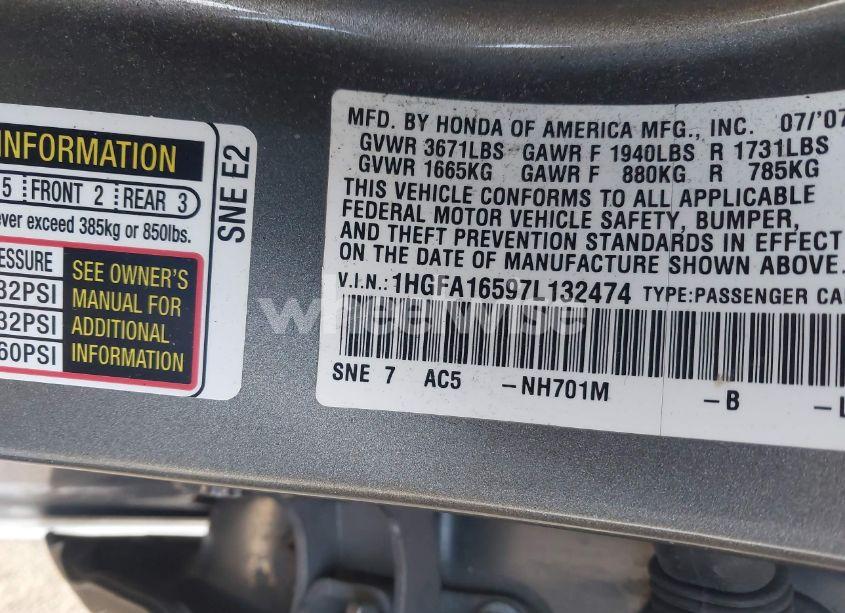 INFORMATION
5 FRONT 2 REAR 3
ever exceed 385kg or 850lbs.
ESSURE
32PSI
32PSI
60PSI
SEE OWNER'S
MANUAL FOR
ADDITIONAL
INFORMATION
SNE E2
MFD. BY HONDA OF AMERICA MFG., INC. 07/'07
GVWR 3671LBS GAWR F 1940LBS R 1731LBS
GVWR 1665KG GAWR F 880KG R 785KG
THIS VEHICLE CONFORMS TO ALL APPLICABLE
FEDERAL MOTOR VEHICLE SAFETY, BUMPER,
AND THEFT PREVENTION STANDARDS IN EFFECT
ON THE DATE OF MANUFACTURE SHOWN ABOVE.
V.I.N.: 1HGFA16597L132474 TYPE:PASSENGER CA
SNE 7 AC5 -NH701M -B -L
wheelwise